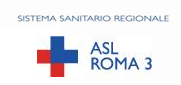 SISTEMA SANITARIO REGIONALE
ASL
ROMA 3